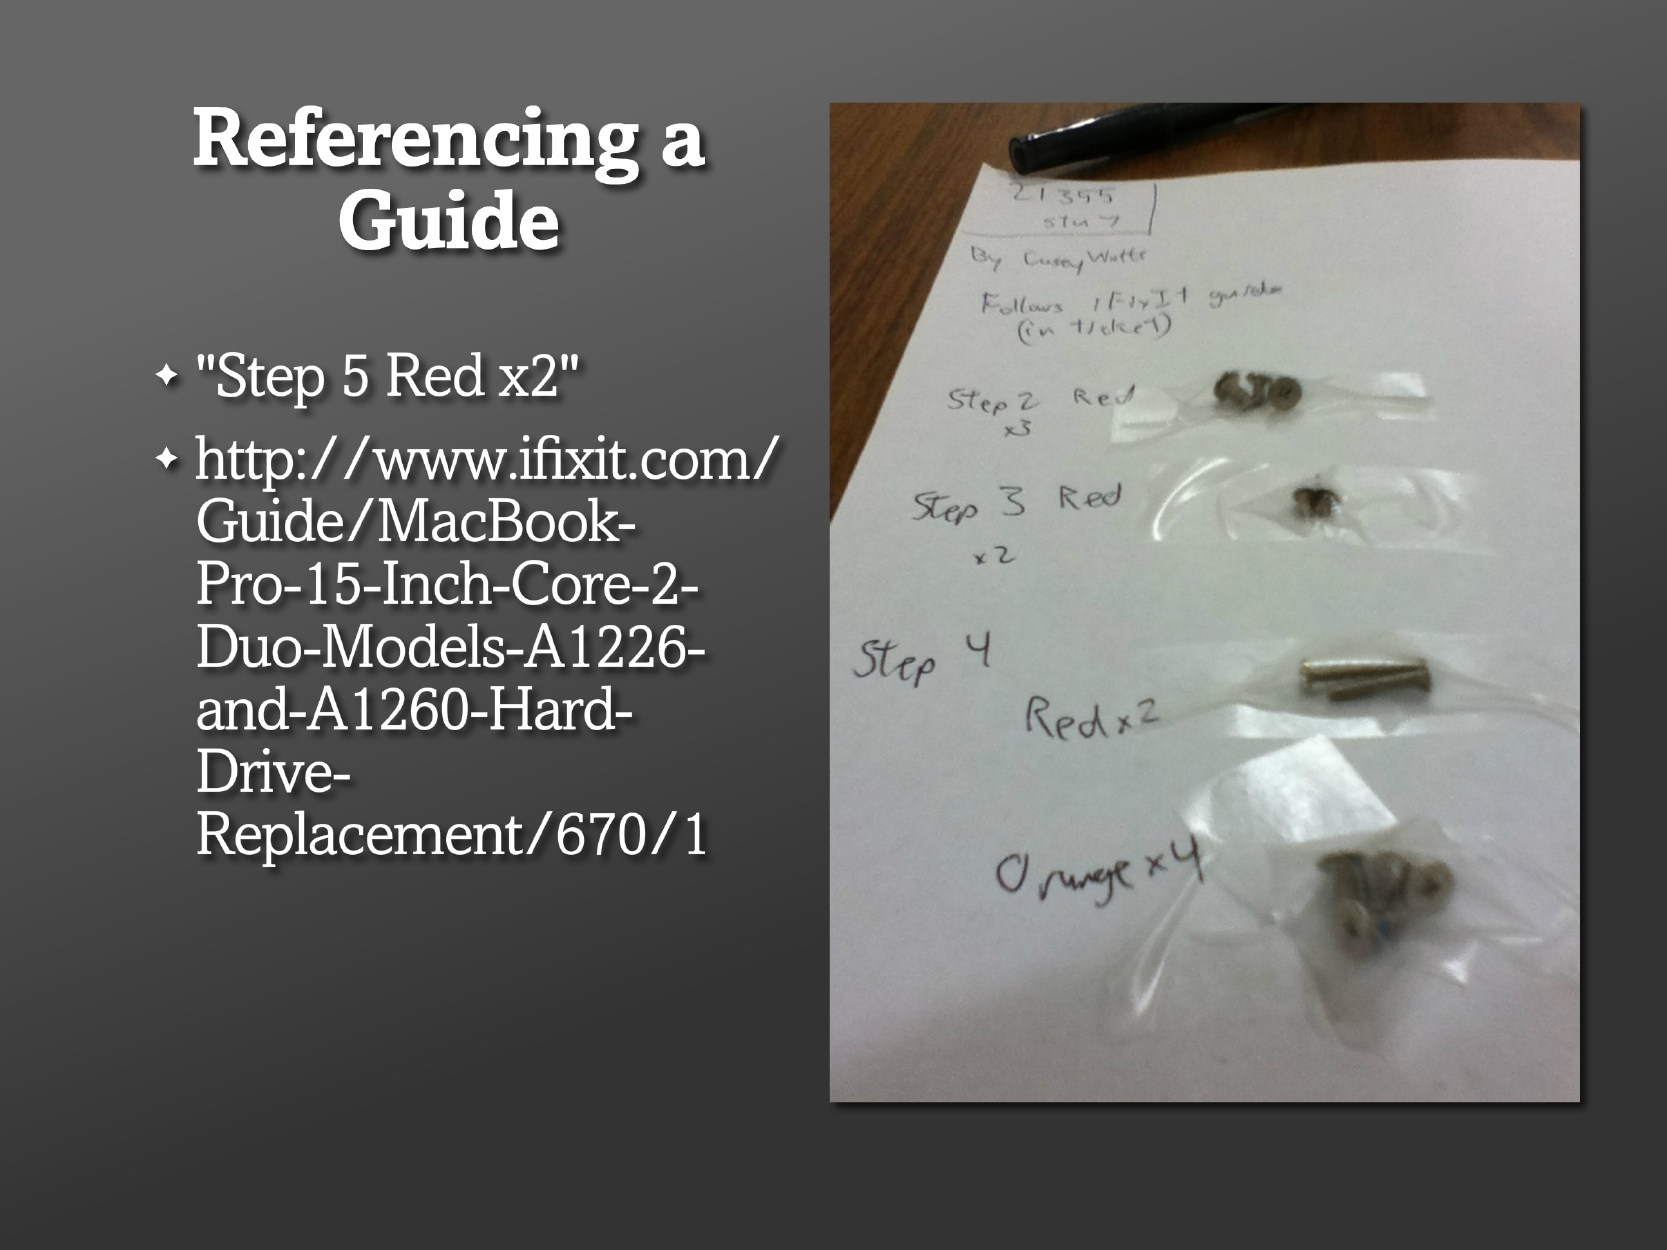 Referencing a
Guide
"Step 5 Red x2"
http://www.ifixit.com/
Guide/MacBook-
Pro-15-Inch-Core-2-
Duo-Models-A1226-
and-A1260-Hard-
Drive-
Replacement/670/1
21355
By Casey Watts
Follows iFixIt guide
(in ticket)
Step 2 Red
x3
Step 3 Red
x2
Step 4
Red x2
Orange x4